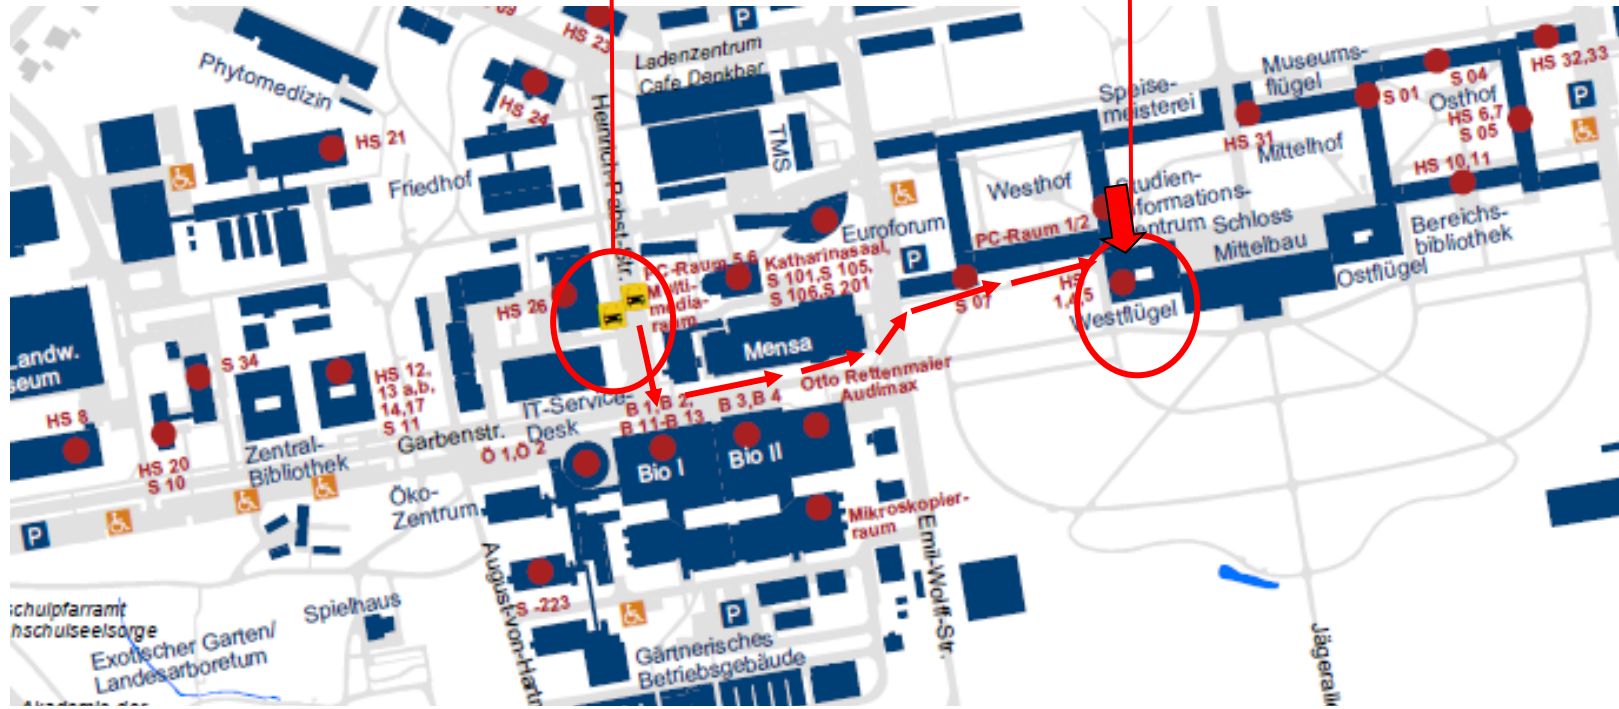 09
HS 23
P
Ladenzentrum
Cafe Denkbar
Phytomedizin
HS 24
Heinrich-Pabst-Str.
TMS
HS 21
Friedhof
Speise-
meisterei
Museums-
flügel
HS 31
S 01
S 04
Osthof
HS 6,7
S 05
HS 32,33
P
Mittelhof
HS 10,11
Westhof
Studien-
informations-
zentrum
PC-Raum 1/2
Schloss
Mittelbau
Ostflügel
Bereichs-
bibliothek
Euroforum
P
Katharinasaal,
S 101,S 105,
S 106,S 201
PC-Raum 5,6
Multi-
media-
raum
HS 26
K
K
S 07
HS
1,4,5
Westflügel
Mensa
Otto Rettenmaier
Audimax
Landw.
seum
S 34
HS 12,
13 a,b,
14,17
S 11
HS 8
HS 20
S 10
Zentral-
Bibliothek
Garbenstr.
IT-Service-
Desk
Ö 1,Ö 2
B 1,B 2,
B 11-B 13
B 3,B 4
Bio I
Bio II
Öko-
Zentrum
P
Mikroskopier-
raum
Emil-Wolff-Str.
August-von-Hartm
S -223
P
Spielhaus
schulpfarramt
hschulseelsorge
Exotischer Garten/
Landesarboretum
Gärtnerisches
Betriebsgebäude
Jägeralle
Akademie der